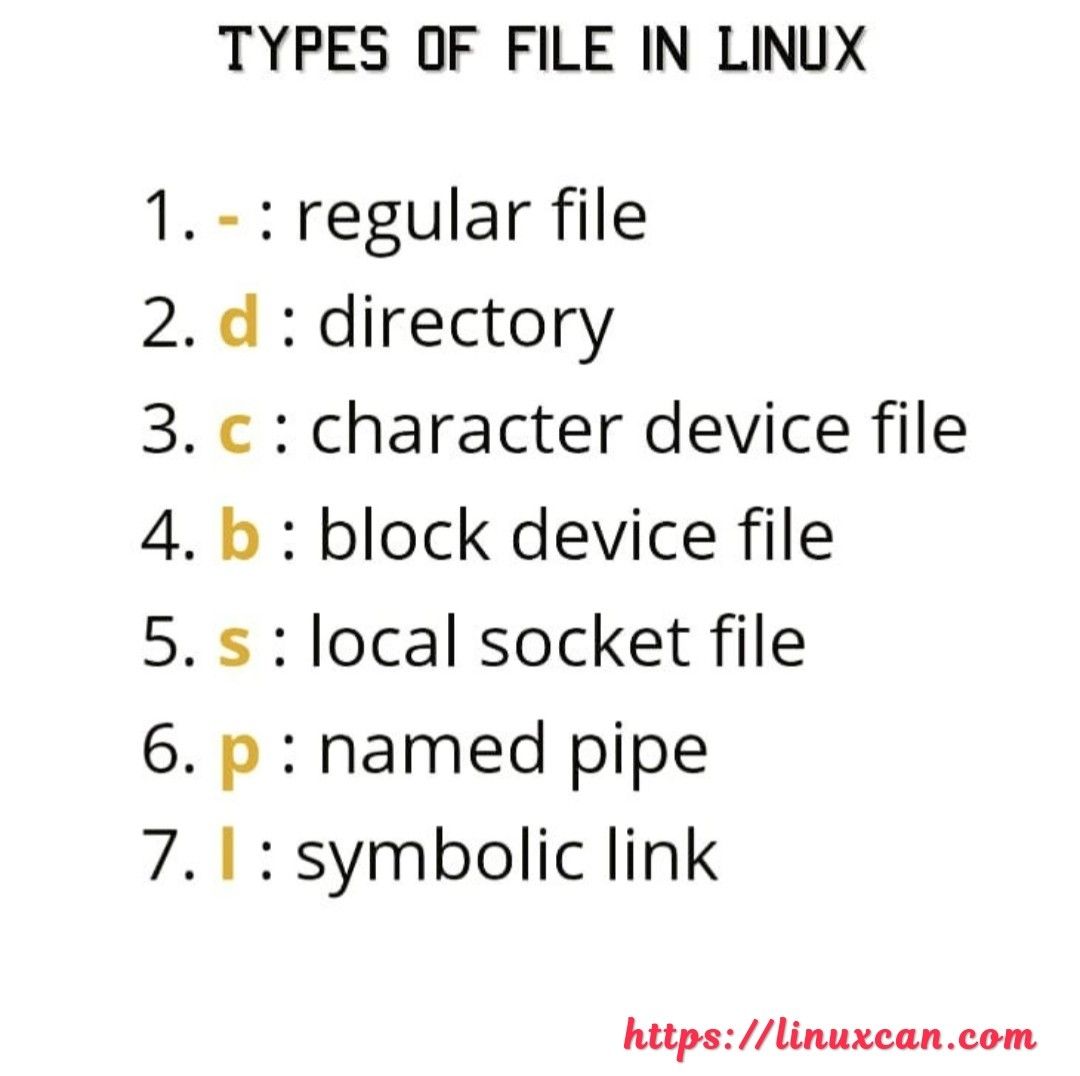 TYPES OF FILE IN LINUX
1. - : regular file
2. d : directory
3. c : character device file
4. b : block device file
5. s : local socket file
6. p : named pipe
7. l : symbolic link
https://linuxcan.com